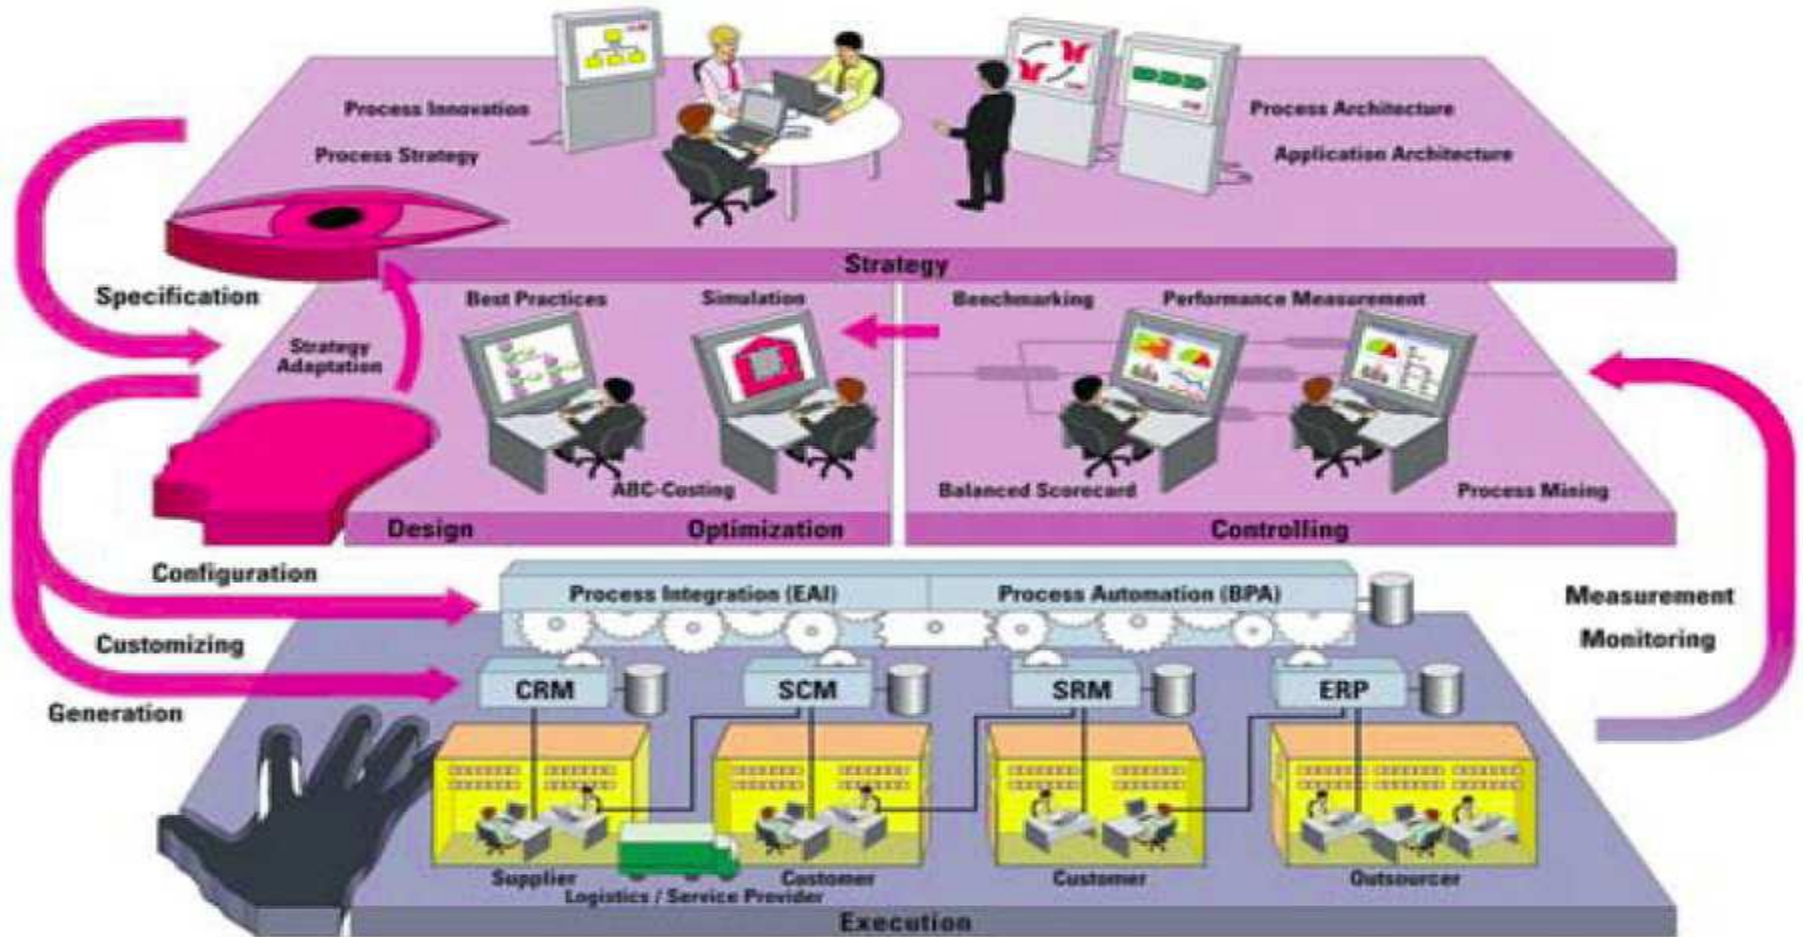 Process Innovation
Process Architecture
Process Strategy
Application Architecture
Strategy
Specification
Best Practices
Simulation
Benchmarking
Performance Measurement
Strategy
Adaptation
ABC-Costing
Balanced Scorecard
Process Mining
Design
Optimization
Controlling
Configuration
Process Integration (EAI)
Process Automation (BPA)
Measurement
Customizing
Monitoring
CRM
SCM
SRM
ERP
Generation
Supplier
Customer
Customer
Outsourcer
Logistics / Service Provider
Execution